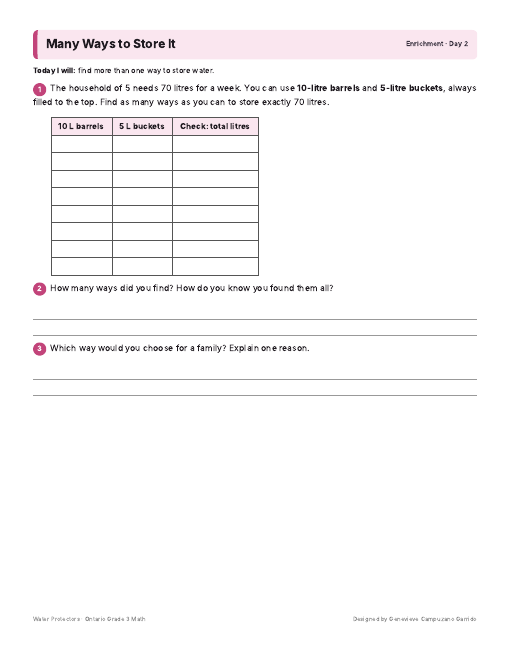 Many Ways to Store It
Enrichment · Day 2
Today I will: find more than one way to store water.
1 The household of 5 needs 70 litres for a week. You can use 10-litre barrels and 5-litre buckets, always
filled to the top. Find as many ways as you can to store exactly 70 litres.
10 L barrels 5 L buckets Check: total litres
2 How many ways did you find? How do you know you found them all?
3 Which way would you choose for a family? Explain one reason.
Water Protectors · Ontario Grade 3 Math
Designed by Genevieve Campuzano Garrido